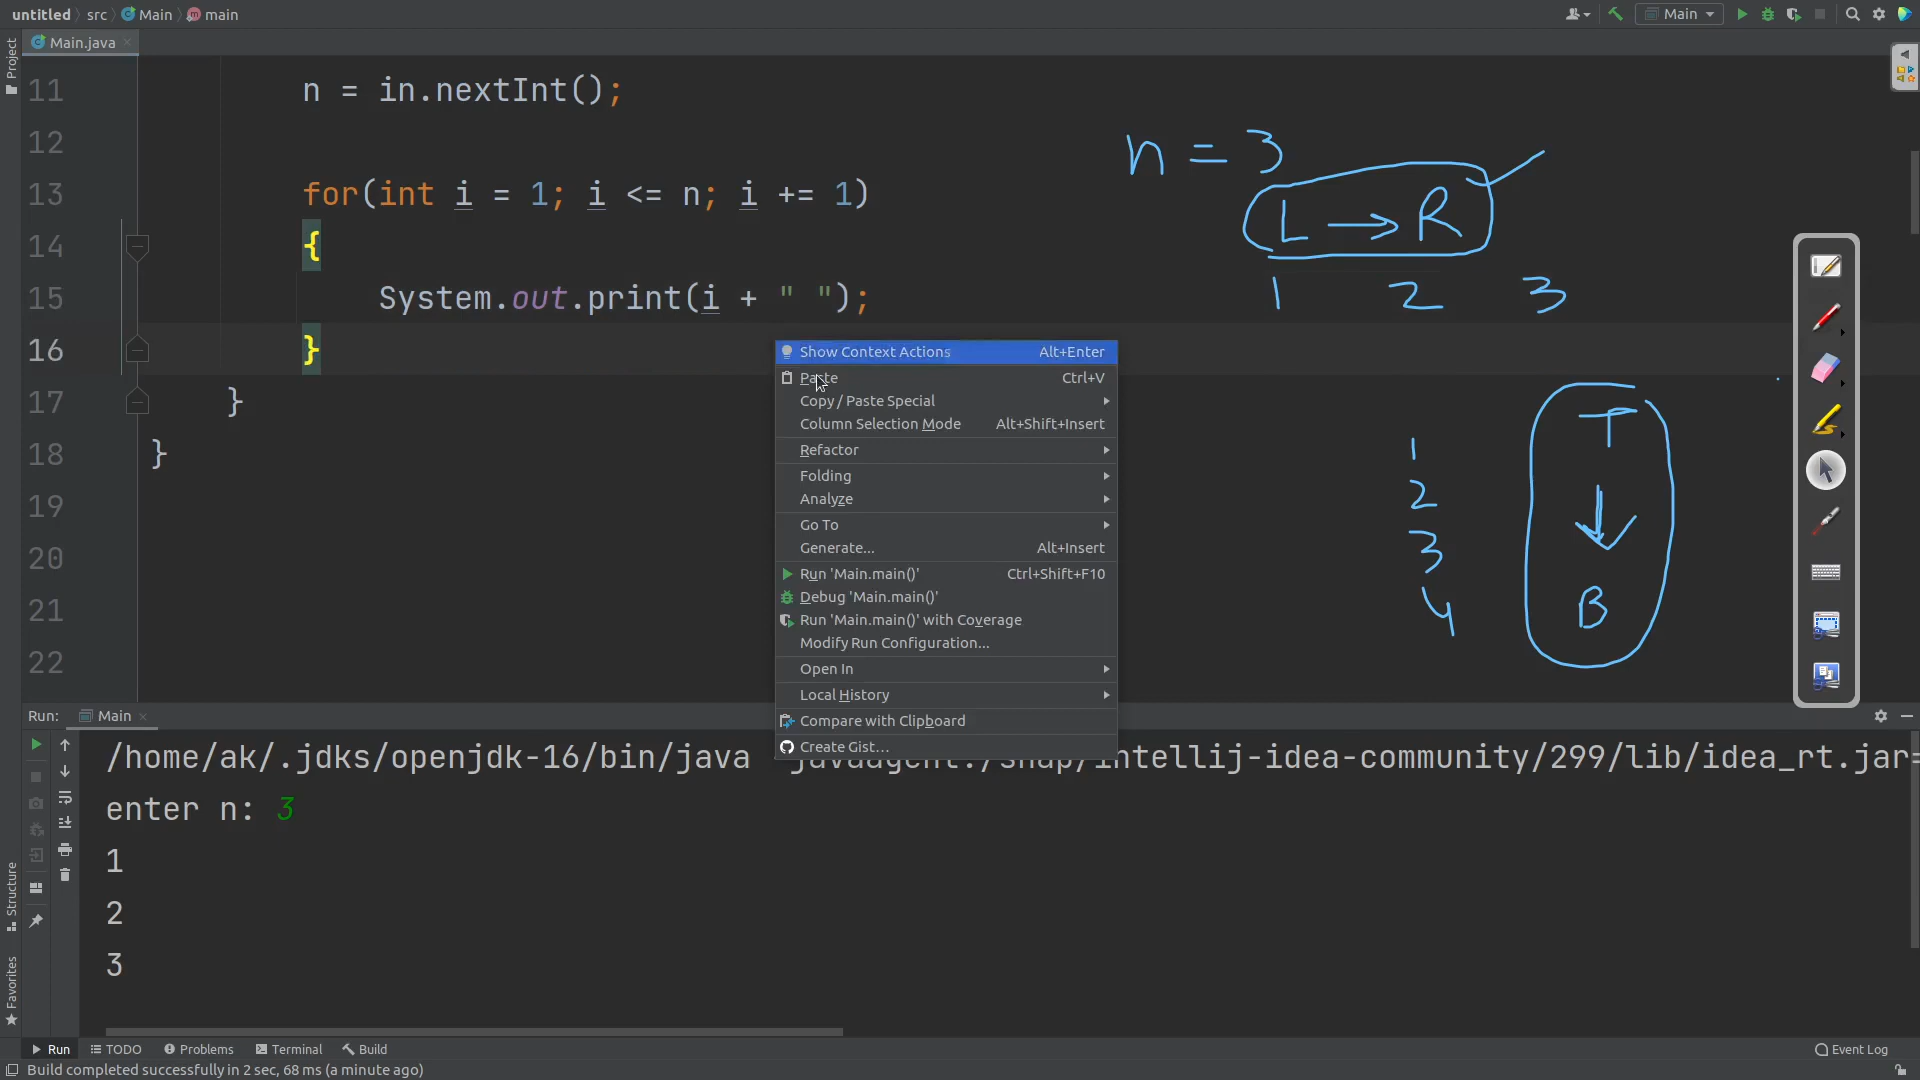 untitled src Main main
Main
Project
Main.java
11 n = in.nextInt();
12
13 for(int i = 1; i <= n; i += 1)
14 {
15 System.out.print(i + " ");
16 }
17 }
18 }
19
20
21
22
n = 3
L → R
1 2 3
T
↓
B
1
2
3
4
Show Context Actions Alt+Enter
Paste Ctrl+V
Copy / Paste Special
Column Selection Mode Alt+Shift+Insert
Refactor
Folding
Analyze
Go To
Generate... Alt+Insert
Run 'Main.main()' Ctrl+Shift+F10
Debug 'Main.main()'
Run 'Main.main()' with Coverage
Modify Run Configuration...
Open In
Local History
Compare with Clipboard
Create Gist...
Run: Main
/home/ak/.jdks/openjdk-16/bin/java -javaagent:/snap/intellij-idea-community/299/lib/idea_rt.jar=
enter n: 3
1
2
3
Structure
Favorites
Run TODO Problems Terminal Build Event Log
Build completed successfully in 2 sec, 68 ms (a minute ago)